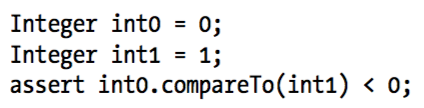 Integer int0 = 0;
Integer int1 = 1;
assert int0.compareTo(int1) < 0;